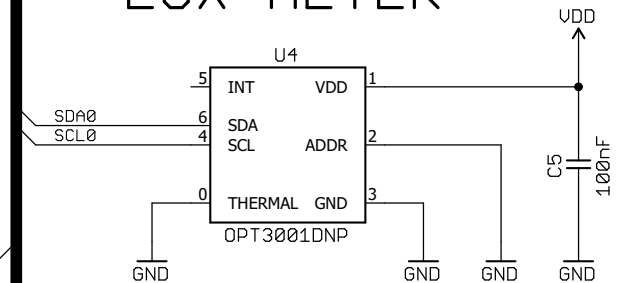 LUX METER
VDD
U4
5 INT VDD 1
SDA0 6 SDA
SCL0 4 SCL ADDR 2
C5
100nF
0 THERMAL GND 3
OPT3001DNP
GND GND GND GND